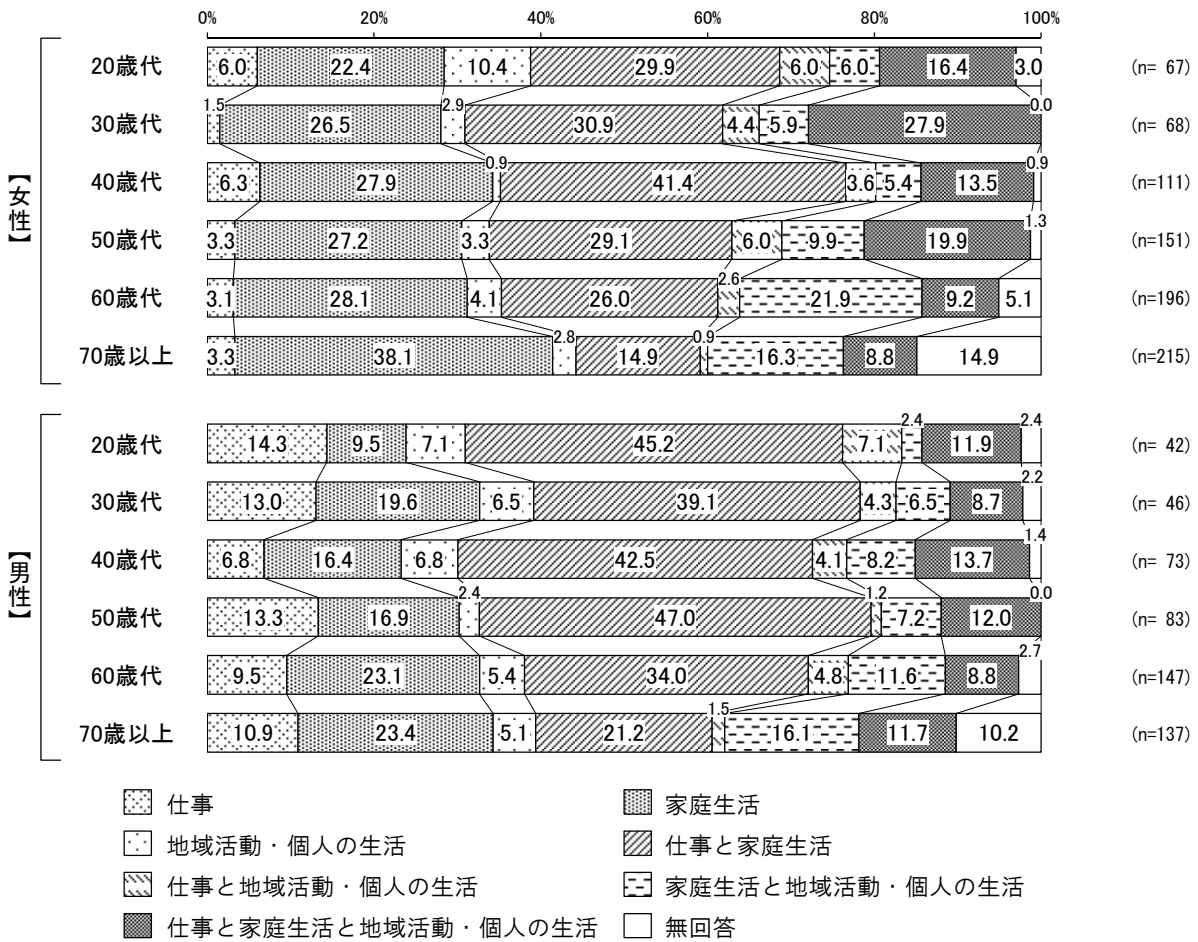 0% 20% 40% 60% 80% 100%
【女性】
20歳代 6.0 22.4 10.4 29.9 6.0 6.0 16.4 3.0 (n= 67)
30歳代 1.5 26.5 2.9 30.9 4.4 5.9 27.9 0.0 (n= 68)
40歳代 6.3 27.9 0.9 41.4 3.6 5.4 13.5 0.9 (n=111)
50歳代 3.3 27.2 3.3 29.1 6.0 9.9 19.9 1.3 (n=151)
60歳代 3.1 28.1 4.1 26.0 2.6 21.9 9.2 5.1 (n=196)
70歳以上 3.3 38.1 2.8 14.9 0.9 16.3 8.8 14.9 (n=215)
【男性】
20歳代 14.3 9.5 7.1 45.2 7.1 2.4 11.9 2.4 (n= 42)
30歳代 13.0 19.6 6.5 39.1 4.3 6.5 8.7 2.2 (n= 46)
40歳代 6.8 16.4 6.8 42.5 4.1 8.2 13.7 1.4 (n= 73)
50歳代 13.3 16.9 2.4 47.0 1.2 7.2 12.0 0.0 (n= 83)
60歳代 9.5 23.1 5.4 34.0 4.8 11.6 8.8 2.7 (n=147)
70歳以上 10.9 23.4 5.1 21.2 1.5 16.1 11.7 10.2 (n=137)
仕事 家庭生活
地域活動・個人の生活 仕事と家庭生活
仕事と地域活動・個人の生活 家庭生活と地域活動・個人の生活
仕事と家庭生活と地域活動・個人の生活 無回答